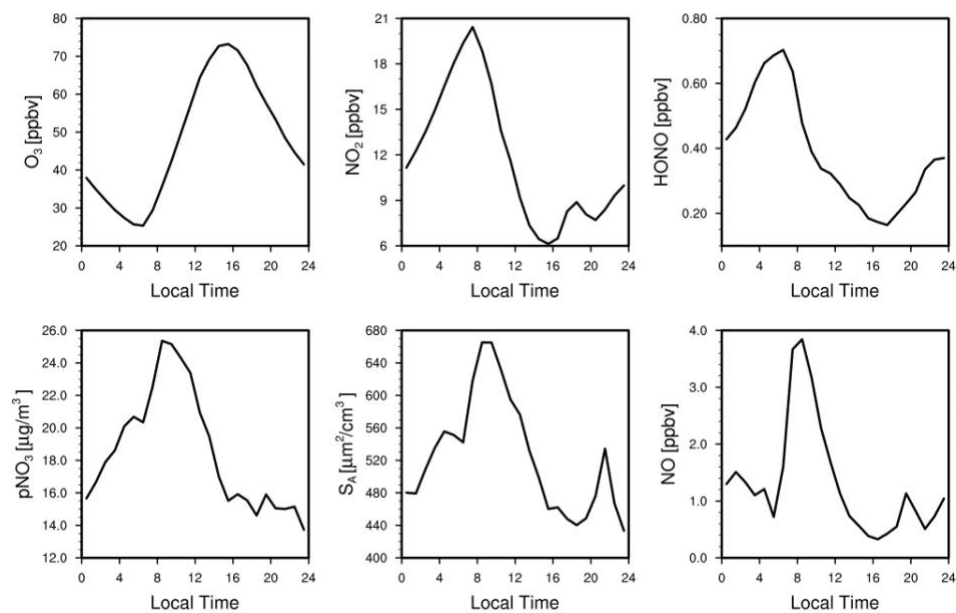 O3 [ppbv]
80
70
60
50
40
30
20
0 4 8 12 16 20 24
Local Time
NO2 [ppbv]
21
18
15
12
9
6
0 4 8 12 16 20 24
Local Time
HONO [ppbv]
0.80
0.60
0.40
0.20
0 4 8 12 16 20 24
Local Time
pNO3 [μg/m3]
26.0
24.0
22.0
20.0
18.0
16.0
14.0
12.0
0 4 8 12 16 20 24
Local Time
SA [μm2/cm3]
680
640
600
560
520
480
440
400
0 4 8 12 16 20 24
Local Time
NO [ppbv]
4.0
3.0
2.0
1.0
0.0
0 4 8 12 16 20 24
Local Time